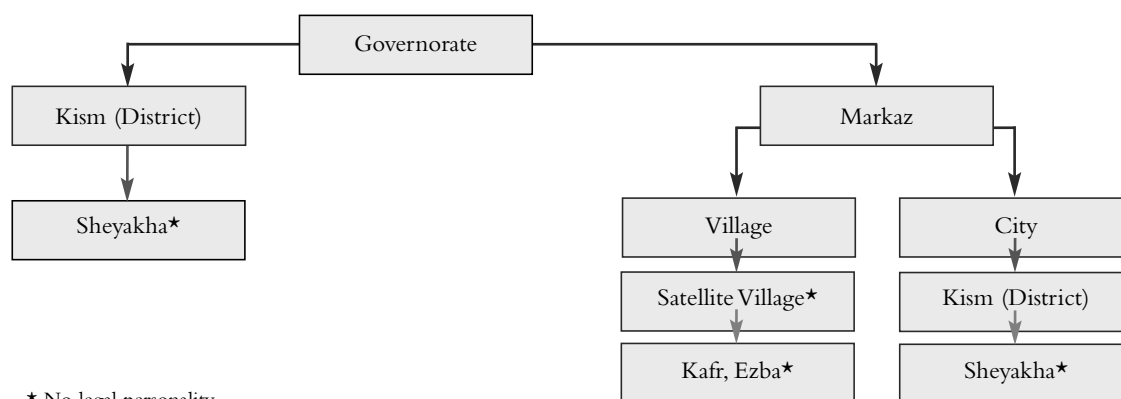 Governorate
Kism (District)
Markaz
Sheyakha★
Village
City
Satellite Village★
Kism (District)
Kafr, Ezba★
Sheyakha★
★ No legal personality